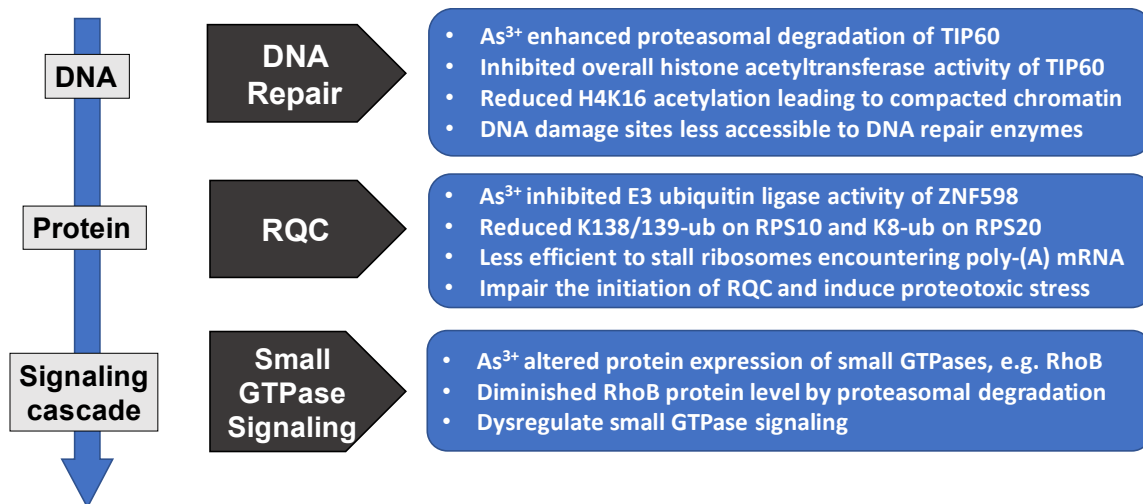 DNA
DNA
Repair
• As³⁺ enhanced proteasomal degradation of TIP60
• Inhibited overall histone acetyltransferase activity of TIP60
• Reduced H4K16 acetylation leading to compacted chromatin
• DNA damage sites less accessible to DNA repair enzymes
Protein
RQC
• As³⁺ inhibited E3 ubiquitin ligase activity of ZNF598
• Reduced K138/139-ub on RPS10 and K8-ub on RPS20
• Less efficient to stall ribosomes encountering poly-(A) mRNA
• Impair the initiation of RQC and induce proteotoxic stress
Signaling
cascade
Small
GTPase
Signaling
• As³⁺ altered protein expression of small GTPases, e.g. RhoB
• Diminished RhoB protein level by proteasomal degradation
• Dysregulate small GTPase signaling